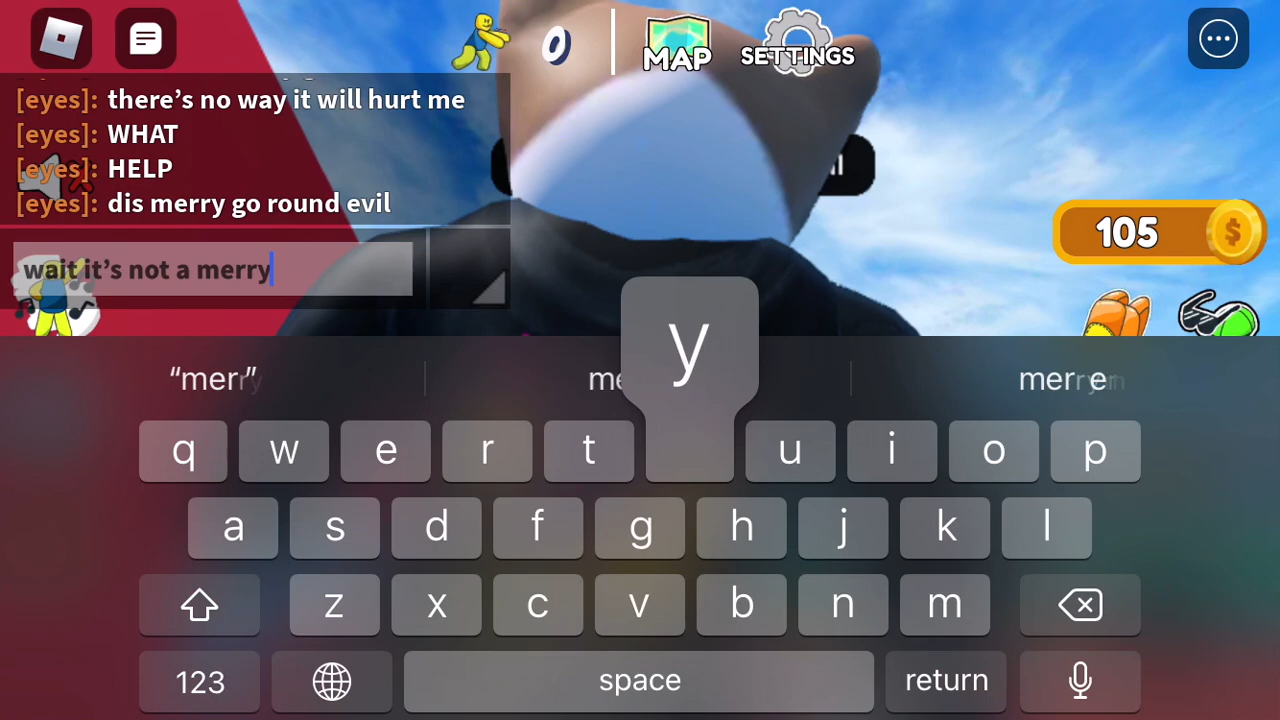 0
MAP
SETTINGS
[eyes]: there’s no way it will hurt me
[eyes]: WHAT
[eyes]: HELP
[eyes]: dis merry go round evil
105
wait it’s not a merry
y
“merr”
q w e r t u i o p
a s d f g h j k l
z x c v b n m
123 space return